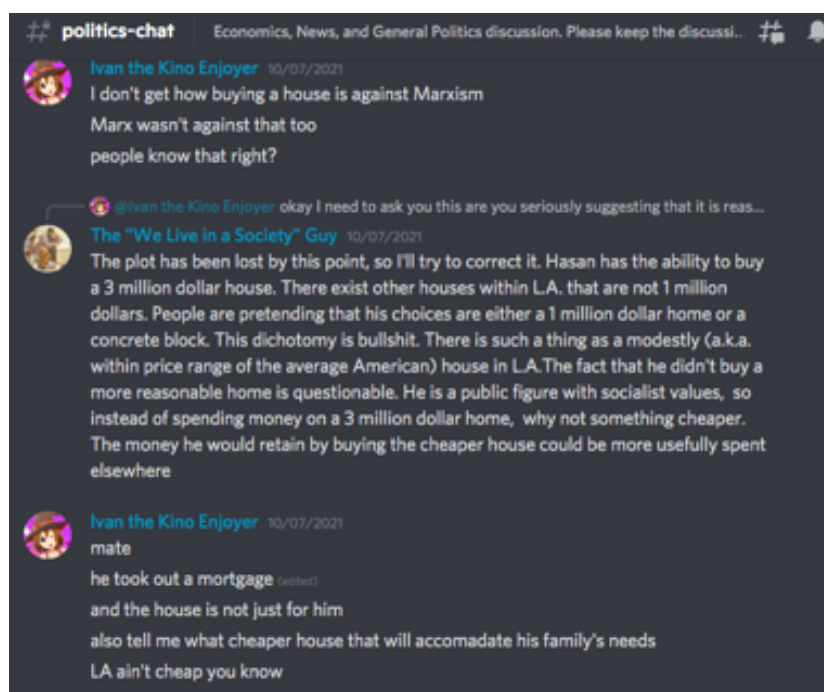 politics-chat Economics, News, and General Politics discussion. Please keep the discussi...
Ivan the Kino Enjoyer 10/07/2021
I don't get how buying a house is against Marxism
Marx wasn't against that too
people know that right?
@Ivan the Kino Enjoyer okay I need to ask you this are you seriously suggesting that it is reas...
The "We Live in a Society" Guy 10/07/2021
The plot has been lost by this point, so I'll try to correct it. Hasan has the ability to buy
a 3 million dollar house. There exist other houses within L.A. that are not 1 million
dollars. People are pretending that his choices are either a 1 million dollar home or a
concrete block. This dichotomy is bullshit. There is such a thing as a modestly (a.k.a.
within price range of the average American) house in L.A.The fact that he didn't buy a
more reasonable home is questionable. He is a public figure with socialist values, so
instead of spending money on a 3 million dollar home, why not something cheaper.
The money he would retain by buying the cheaper house could be more usefully spent
elsewhere
Ivan the Kino Enjoyer 10/07/2021
mate
he took out a mortgage (edited)
and the house is not just for him
also tell me what cheaper house that will accomadate his family's needs
LA ain't cheap you know